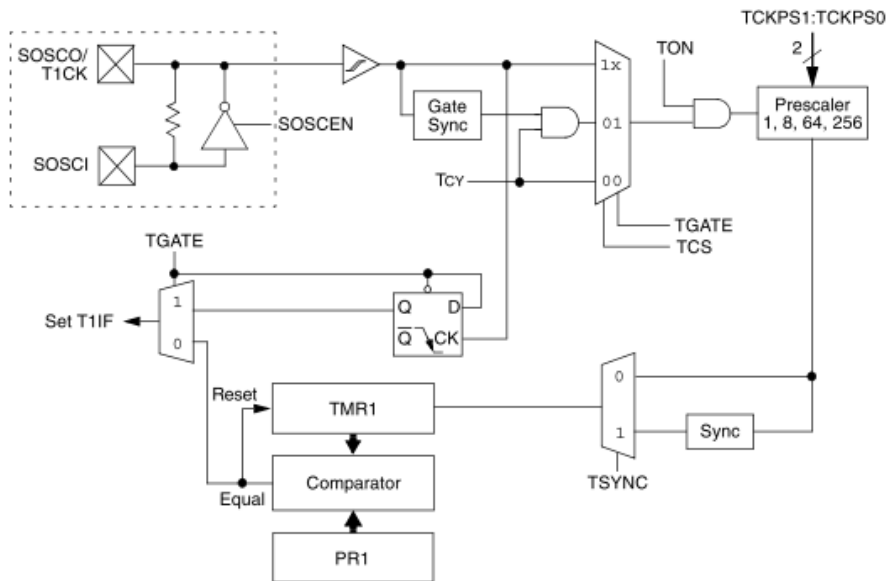 TCKPS1:TCKPS0
2
SOSCO/
T1CK
TON
1x
Prescaler
1, 8, 64, 256
Gate
Sync
SOSCEN
01
SOSCI
TCY
00
TGATE
TCS
TGATE
1
Q D
Set T1IF
Q CK
0
0
Reset
TMR1
1
Sync
TSYNC
Equal
Comparator
PR1